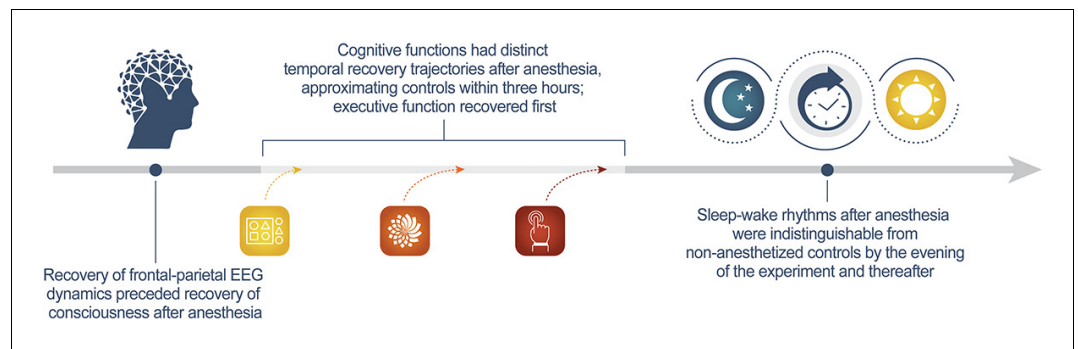 Cognitive functions had distinct
temporal recovery trajectories after anesthesia,
approximating controls within three hours;
executive function recovered first
Recovery of frontal-parietal EEG
dynamics preceded recovery of
consciousness after anesthesia
Sleep-wake rhythms after anesthesia
were indistinguishable from
non-anesthetized controls by the evening
of the experiment and thereafter